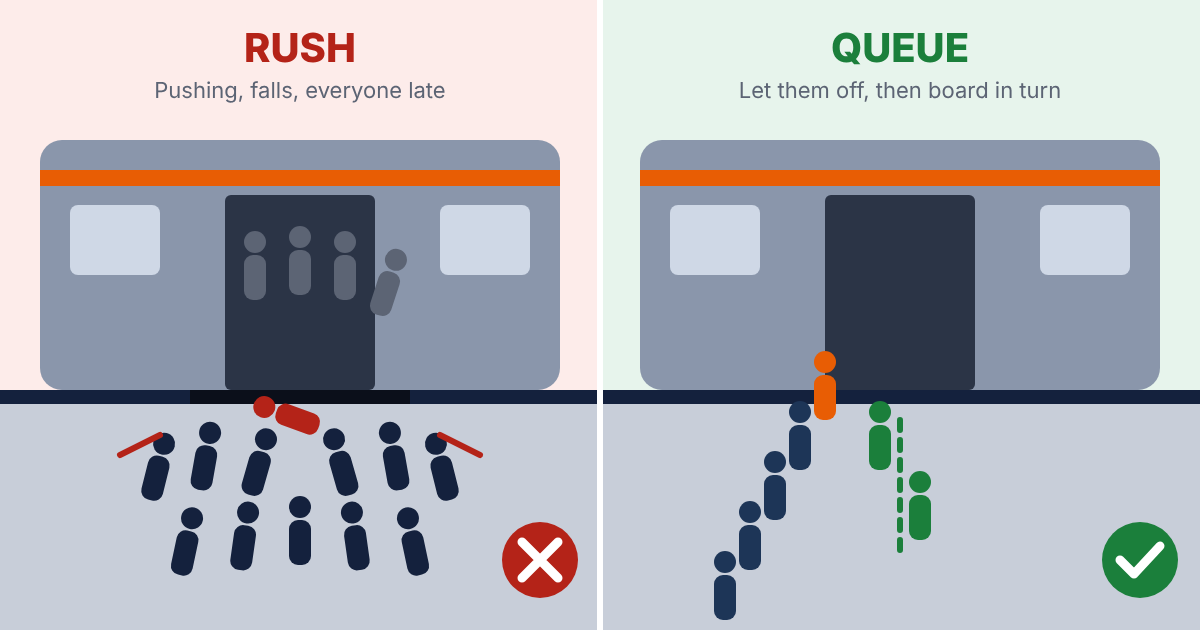 RUSH
Pushing, falls, everyone late
QUEUE
Let them off, then board in turn